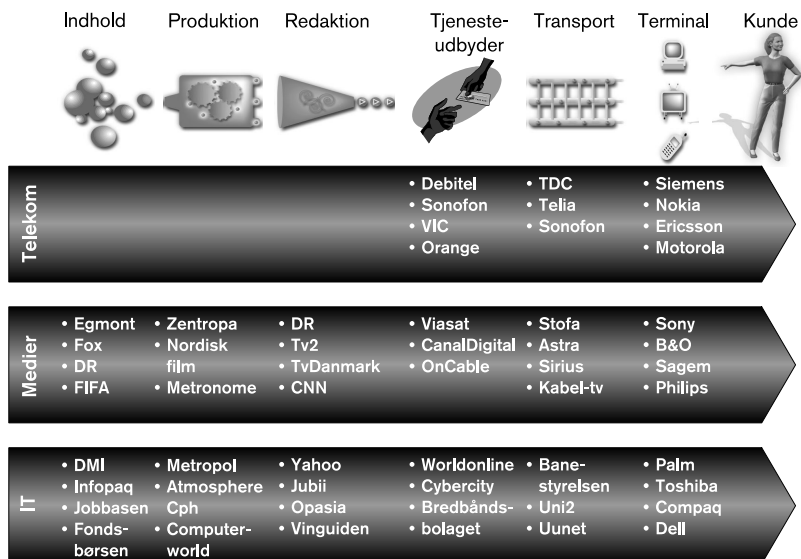 Indhold
Produktion
Redaktion
Tjeneste-
udbyder
Transport
Terminal
Kunde
Telekom
• Debitel
• Sonofon
• VIC
• Orange
• TDC
• Telia
• Sonofon
• Siemens
• Nokia
• Ericsson
• Motorola
Medier
• Egmont
• Fox
• DR
• FIFA
• Zentropa
• Nordisk
film
• Metronome
• DR
• Tv2
• TvDanmark
• CNN
• Viasat
• CanalDigital
• OnCable
• Stofa
• Astra
• Sirius
• Kabel-tv
• Sony
• B&O
• Sagem
• Philips
IT
• DMI
• Infopaq
• Jobbasen
• Fonds-
børsen
• Metropol
• Atmosphere
Cph
• Computer-
world
• Yahoo
• Jubii
• Opasia
• Vinguiden
• Worldonline
• Cybercity
• Bredbånds-
bolaget
• Bane-
styrelsen
• Uni2
• Uunet
• Palm
• Toshiba
• Compaq
• Dell